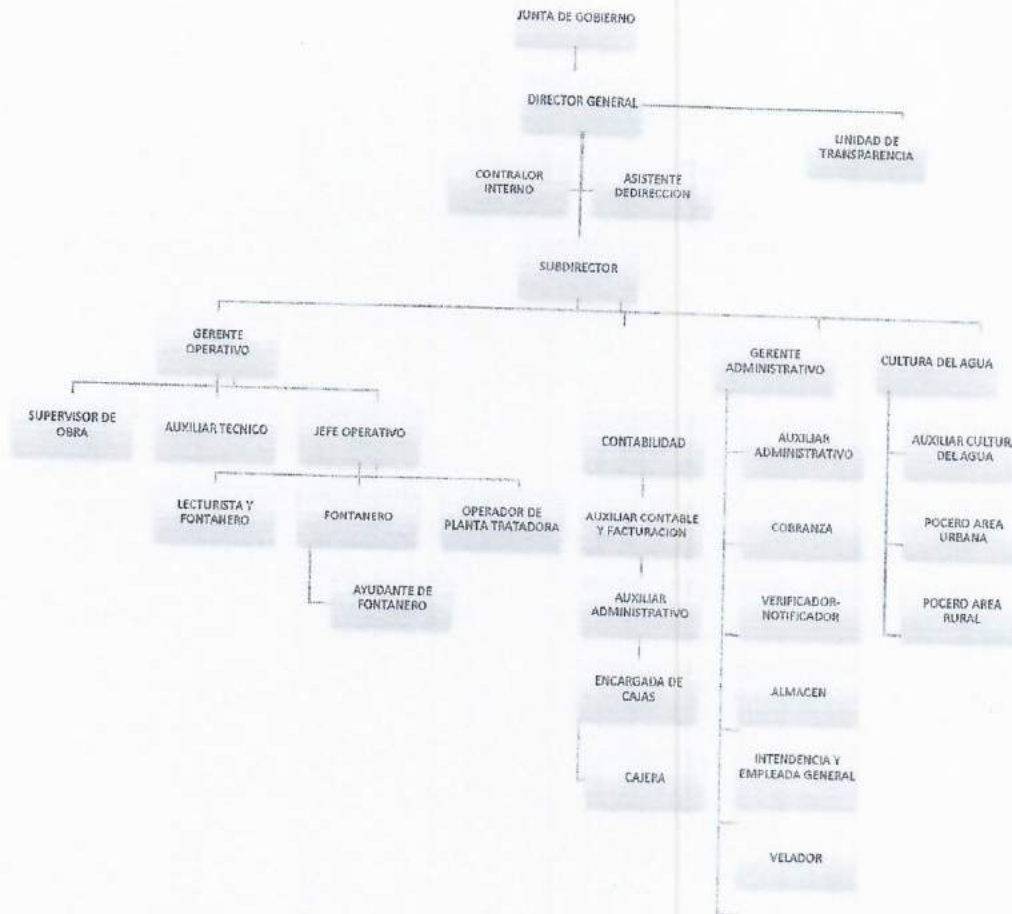 JUNTA DE GOBIERNO
DIRECTOR GENERAL
UNIDAD DE
TRANSPARENCIA
CONTRALOR
INTERNO
ASISTENTE
DEDIRECCION
SUBDIRECTOR
GERENTE
OPERATIVO
GERENTE
ADMINISTRATIVO
CULTURA DEL AGUA
SUPERVISOR DE
OBRA
AUXILIAR TECNICO
JEFE OPERATIVO
CONTABILIDAD
AUXILIAR
ADMINISTRATIVO
AUXILIAR CULTURA
DEL AGUA
LECTURISTA Y
FONTANERO
FONTANERO
OPERADOR DE
PLANTA TRATADORA
AUXILIAR CONTABLE
Y FACTURACION
COBRANZA
POCERO AREA
URBANA
AYUDANTE DE
FONTANERO
AUXILIAR
ADMINISTRATIVO
VERIFICADOR-
NOTIFICADOR
POCERO AREA
RURAL
ENCARGADA DE
CAJAS
ALMACEN
CAJERA
INTENDENCIA Y
EMPLEADA GENERAL
VELADOR